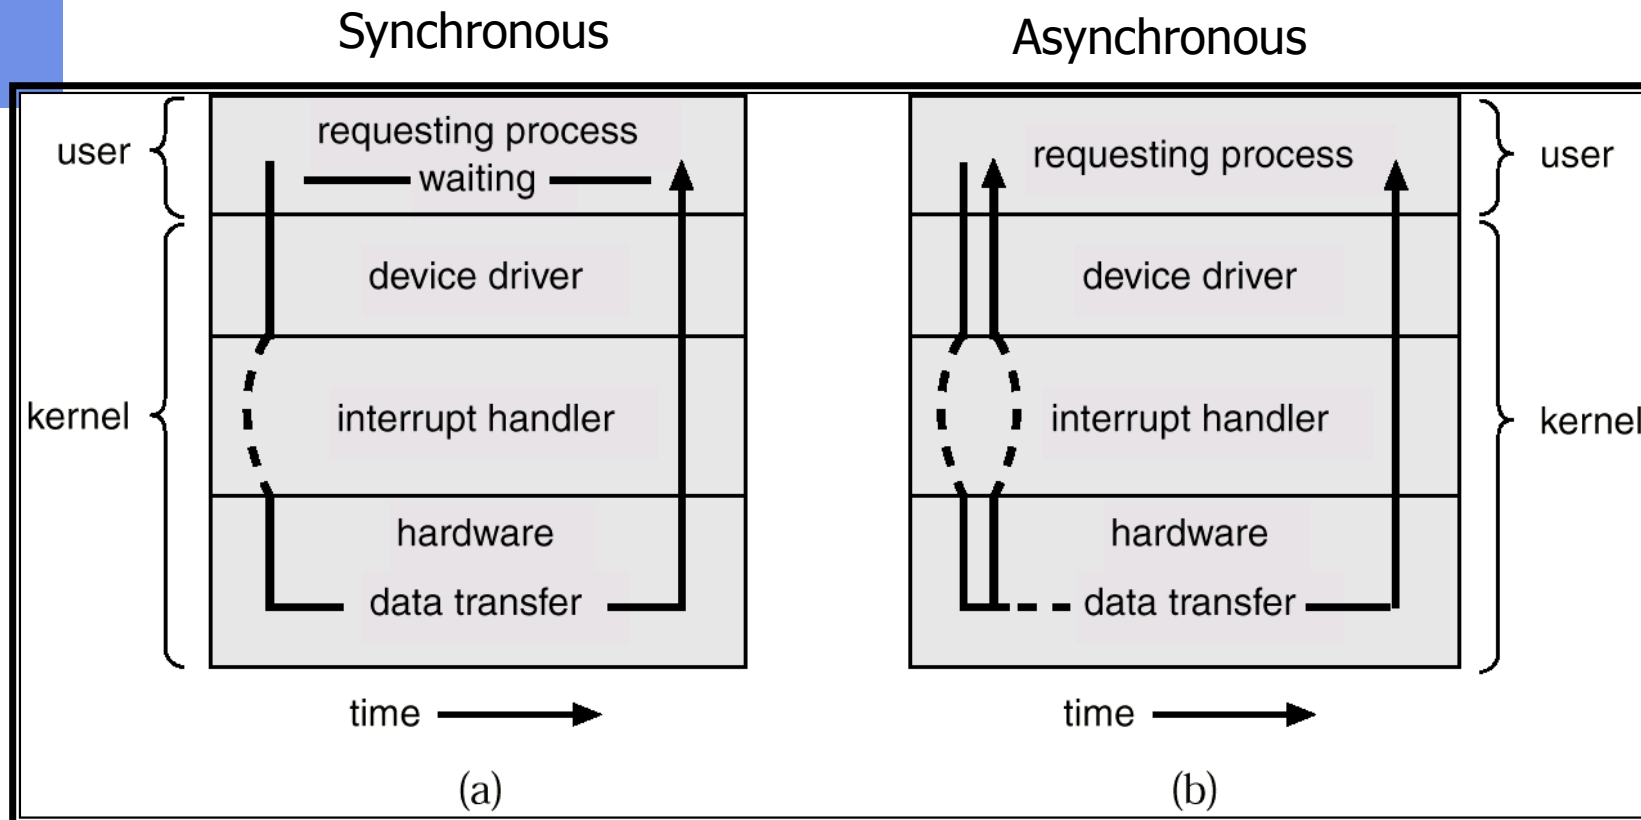 Synchronous
Asynchronous
user
requesting process
waiting
device driver
kernel
interrupt handler
hardware
data transfer
time
(a)
requesting process
user
device driver
interrupt handler
kernel
hardware
data transfer
time
(b)